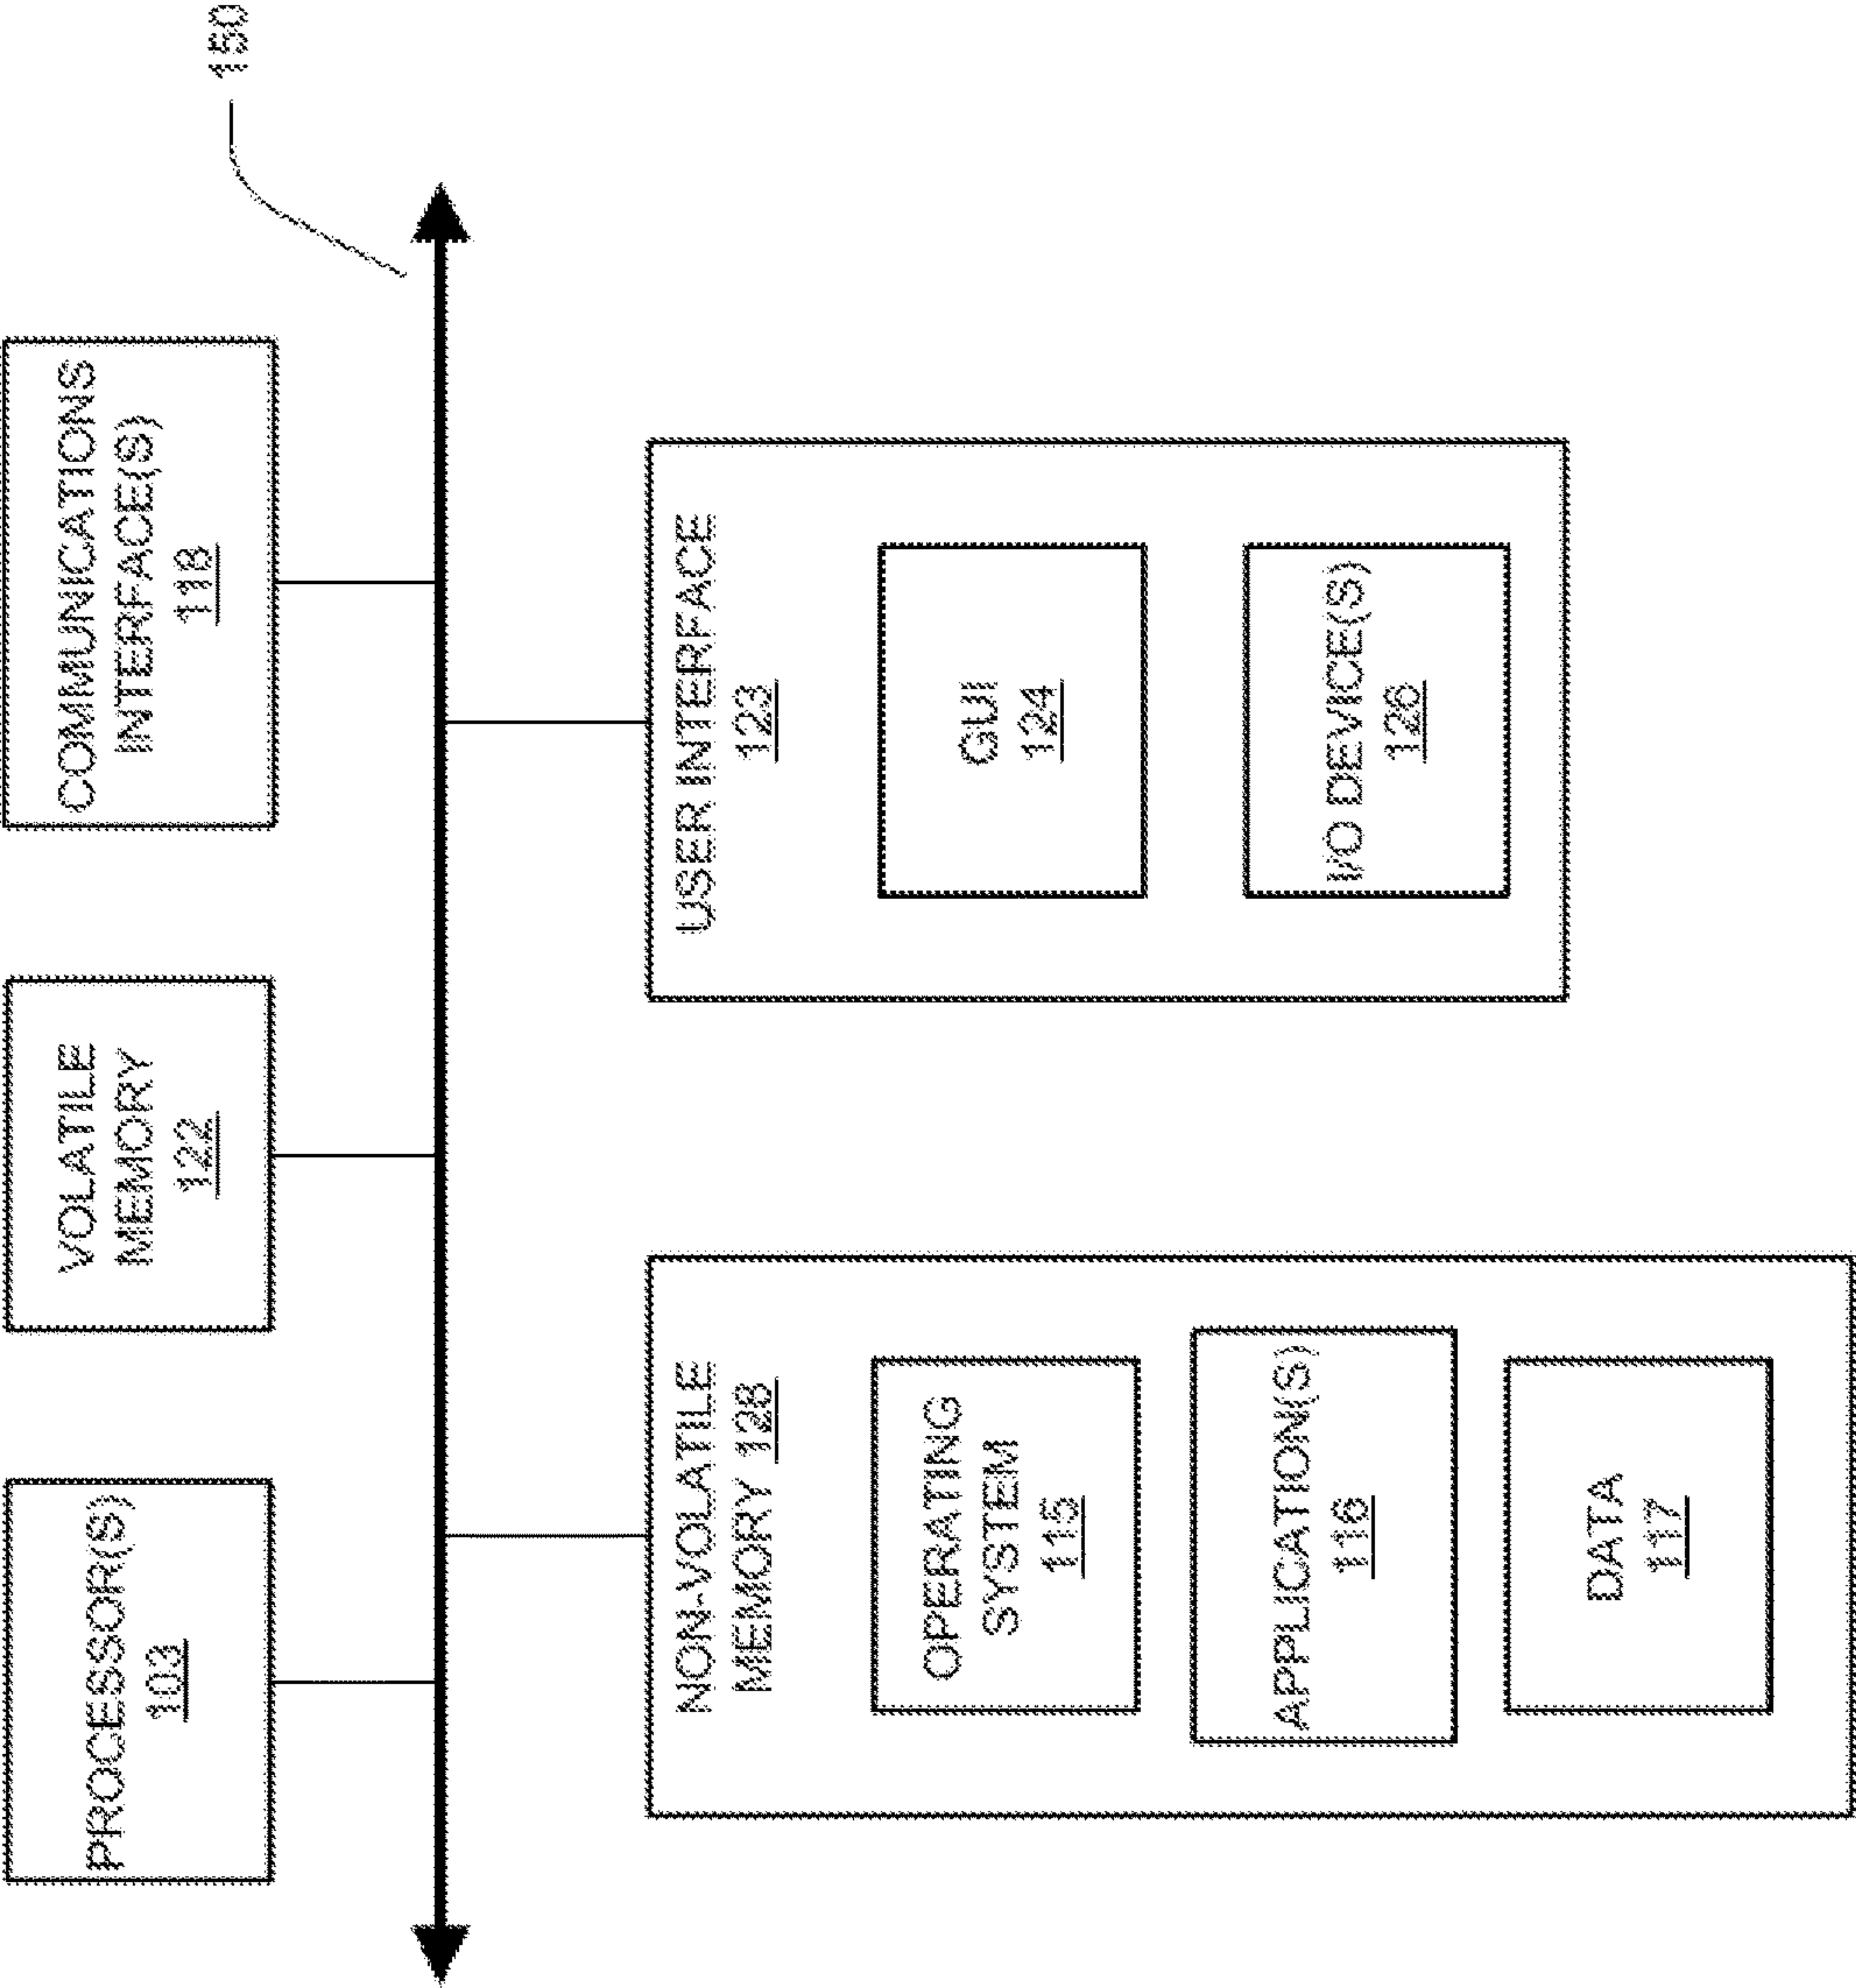 150
PROCESSOR(S)
103
VOLATILE
MEMORY
122
COMMUNICATIONS
INTERFACE(S)
118
NON-VOLATILE
MEMORY 128
OPERATING
SYSTEM
115
APPLICATION(S)
116
DATA
117
USER INTERFACE
123
GUI
124
I/O DEVICE(S)
126